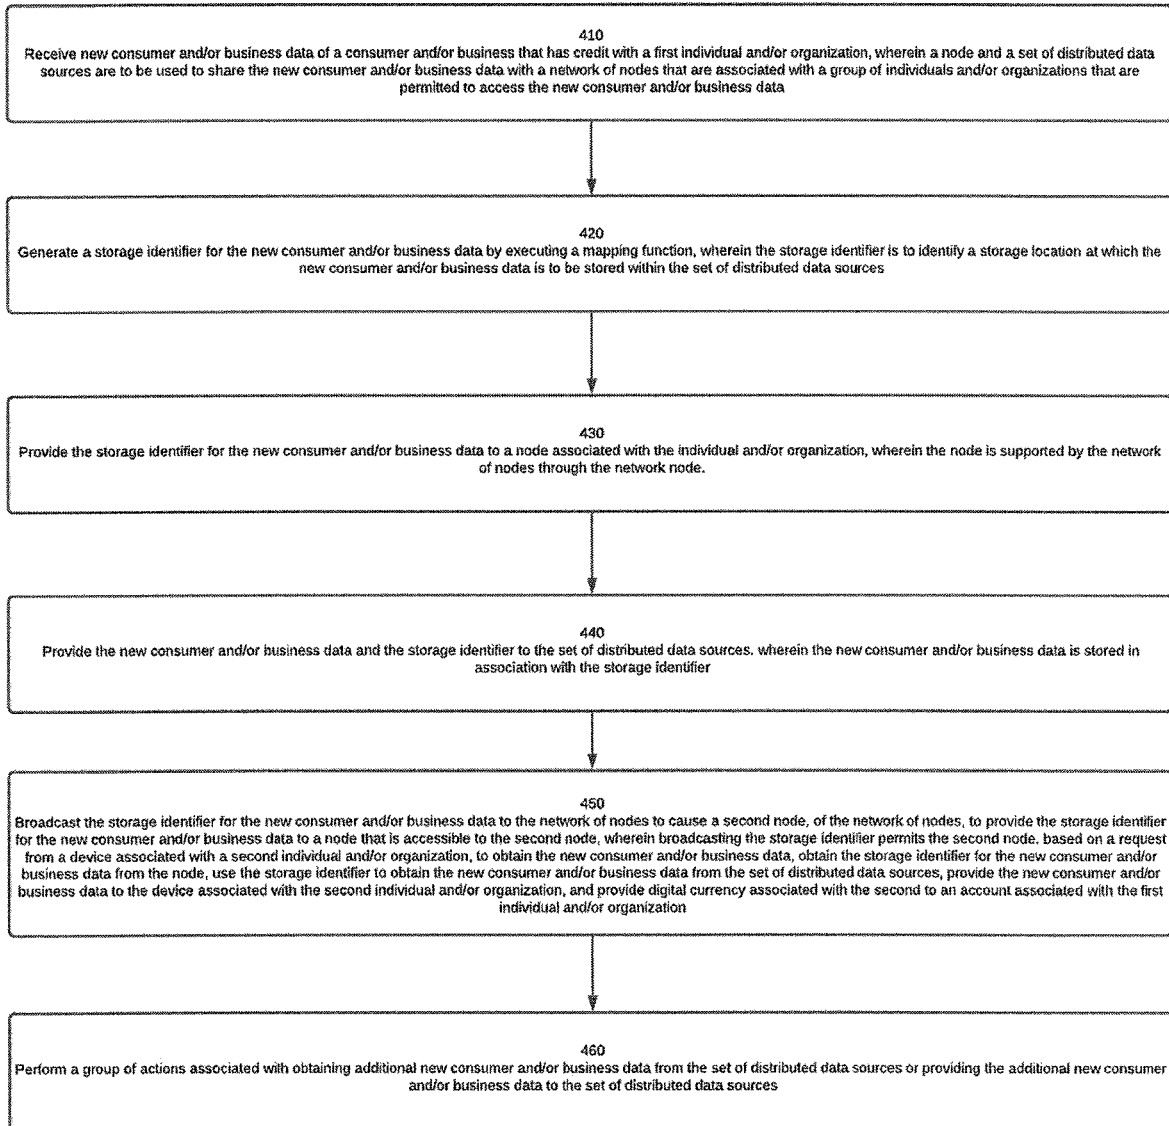 410
Receive new consumer and/or business data of a consumer and/or business that has credit with a first individual and/or organization, wherein a node and a set of distributed data
sources are to be used to share the new consumer and/or business data with a network of nodes that are associated with a group of individuals and/or organizations that are
permitted to access the new consumer and/or business data
420
Generate a storage identifier for the new consumer and/or business data by executing a mapping function, wherein the storage identifier is to identify a storage location at which the
new consumer and/or business data is to be stored within the set of distributed data sources
430
Provide the storage identifier for the new consumer and/or business data to a node associated with the individual and/or organization, wherein the node is supported by the network
of nodes through the network node.
440
Provide the new consumer and/or business data and the storage identifier to the set of distributed data sources. wherein the new consumer and/or business data is stored in
association with the storage identifier
450
Broadcast the storage identifier for the new consumer and/or business data to the network of nodes to cause a second node, of the network of nodes, to provide the storage identifier
for the new consumer and/or business data to a node that is accessible to the second node, wherein broadcasting the storage identifier permits the second node. based on a request
from a device associated with a second individual and/or organization, to obtain the new consumer and/or business data, obtain the storage identifier for the new consumer and/or
business data from the node, use the storage identifier to obtain the new consumer and/or business data from the set of distributed data sources, provide the new consumer and/or
business data to the device associated with the second individual and/or organization, and provide digital currency associated with the second to an account associated with the first
individual and/or organization
460
Perform a group of actions associated with obtaining additional new consumer and/or business data from the set of distributed data sources or providing the additional new consumer
and/or business data to the set of distributed data sources